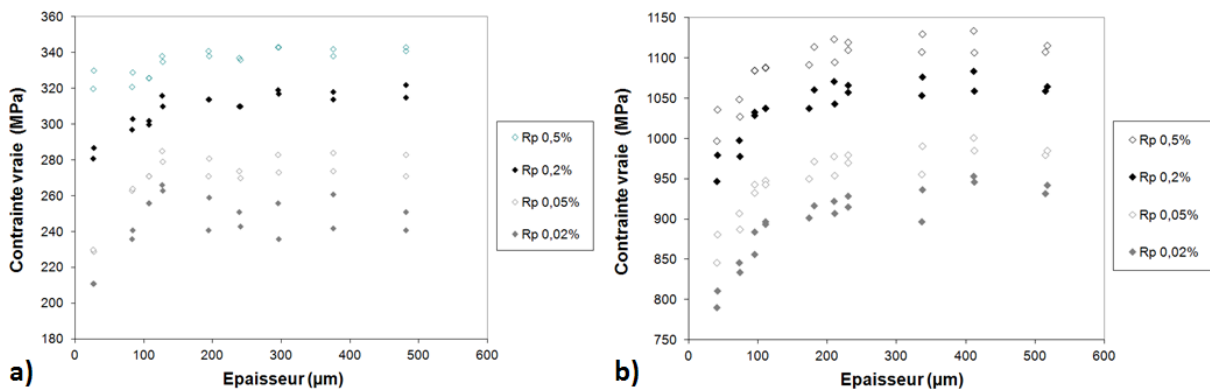 360
340
320
300
280
260
240
220
200
180
Contrainte vraie (MPa)
0 100 200 300 400 500 600
Epaisseur (µm)
Rp 0,5%
Rp 0,2%
Rp 0,05%
Rp 0,02%
a)
1150
1100
1050
1000
950
900
850
800
750
Contrainte vraie (MPa)
0 100 200 300 400 500 600
Epaisseur (µm)
Rp 0,5%
Rp 0,2%
Rp 0,05%
Rp 0,02%
b)